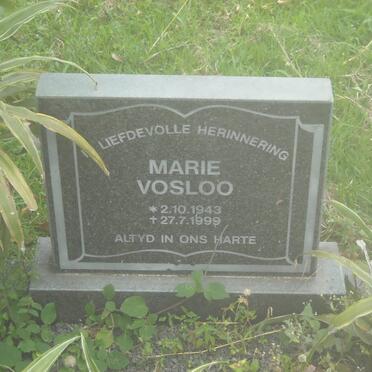 LIEFDEVOLLE HERINNERING
MARIE
VOSLOO
* 2.10.1943
† 27.7.1999
ALTYD IN ONS HARTE